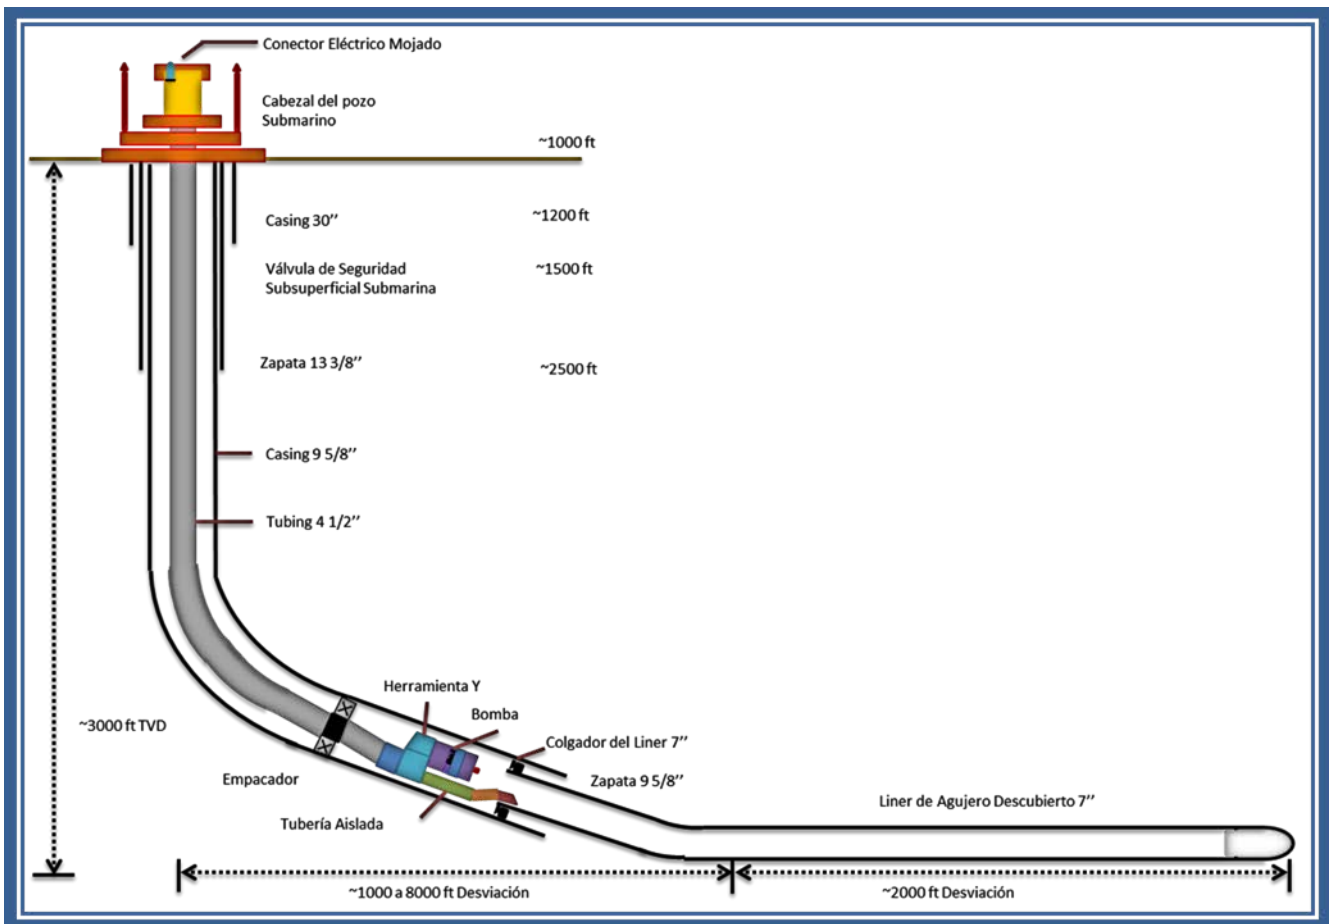 Conector Eléctrico Mojado
Cabezal del pozo
Submarino
~1000 ft
Casing 30’’
~1200 ft
Válvula de Seguridad
Subsuperficial Submarina
~1500 ft
Zapata 13 3/8’’
~2500 ft
Casing 9 5/8’’
Tubing 4 1/2’’
Herramienta Y
Bomba
~3000 ft TVD
Colgador del Liner 7’’
Empacador
Zapata 9 5/8’’
Liner de Agujero Descubierto 7’’
Tubería Aislada
~1000 a 8000 ft Desviación
~2000 ft Desviación